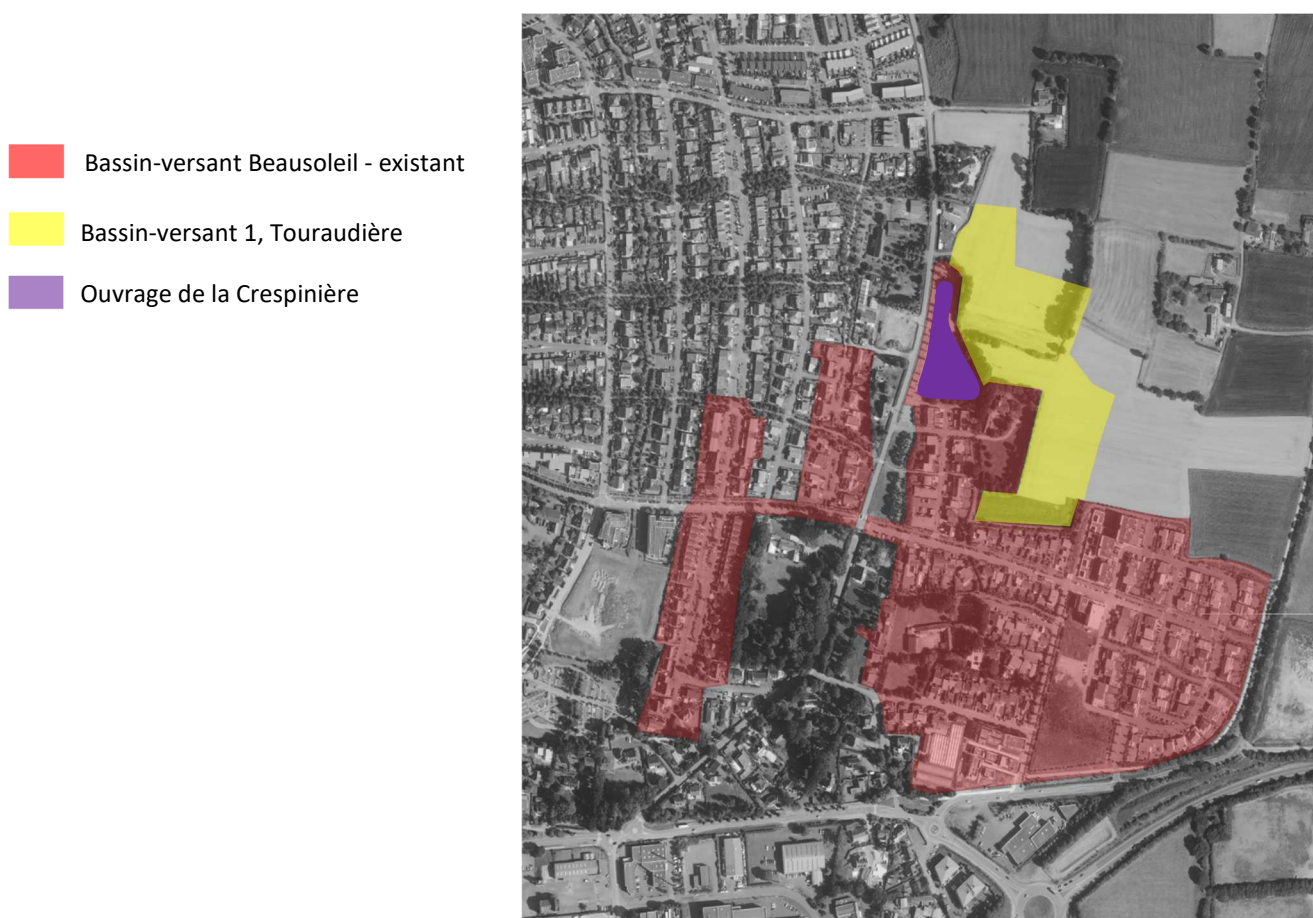 Bassin-versant Beausoleil - existant
Bassin-versant 1, Touraudière
Ouvrage de la Crespinière